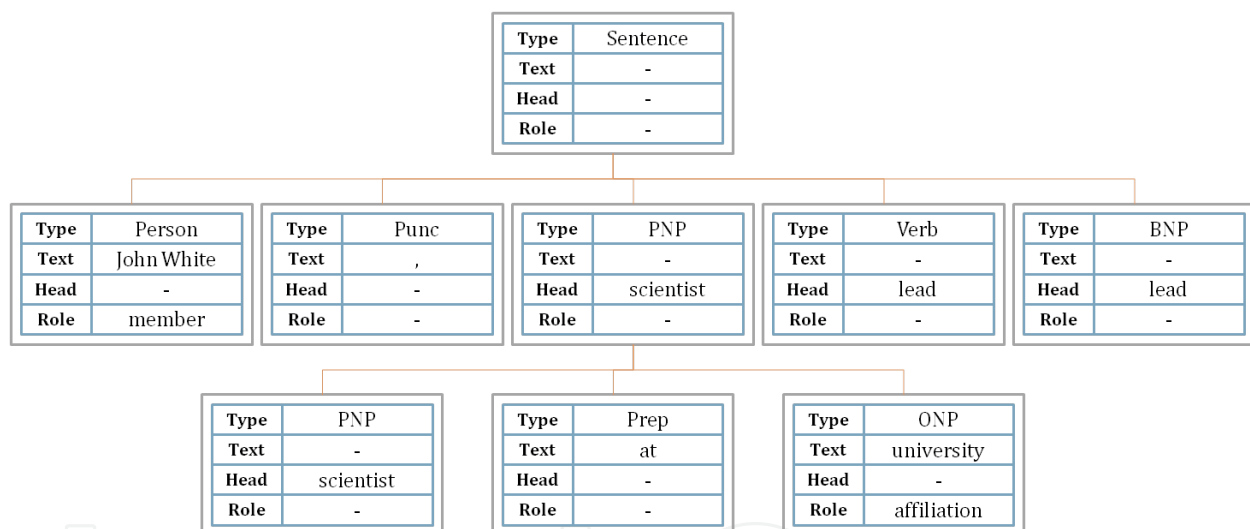 Type Sentence
Text -
Head -
Role -
Type Person
Text John White
Head -
Role member
Type Punc
Text ,
Head -
Role -
Type PNP
Text -
Head scientist
Role -
Type Verb
Text -
Head lead
Role -
Type BNP
Text -
Head lead
Role -
Type PNP
Text -
Head scientist
Role -
Type Prep
Text at
Head -
Role -
Type ONP
Text university
Head -
Role affiliation